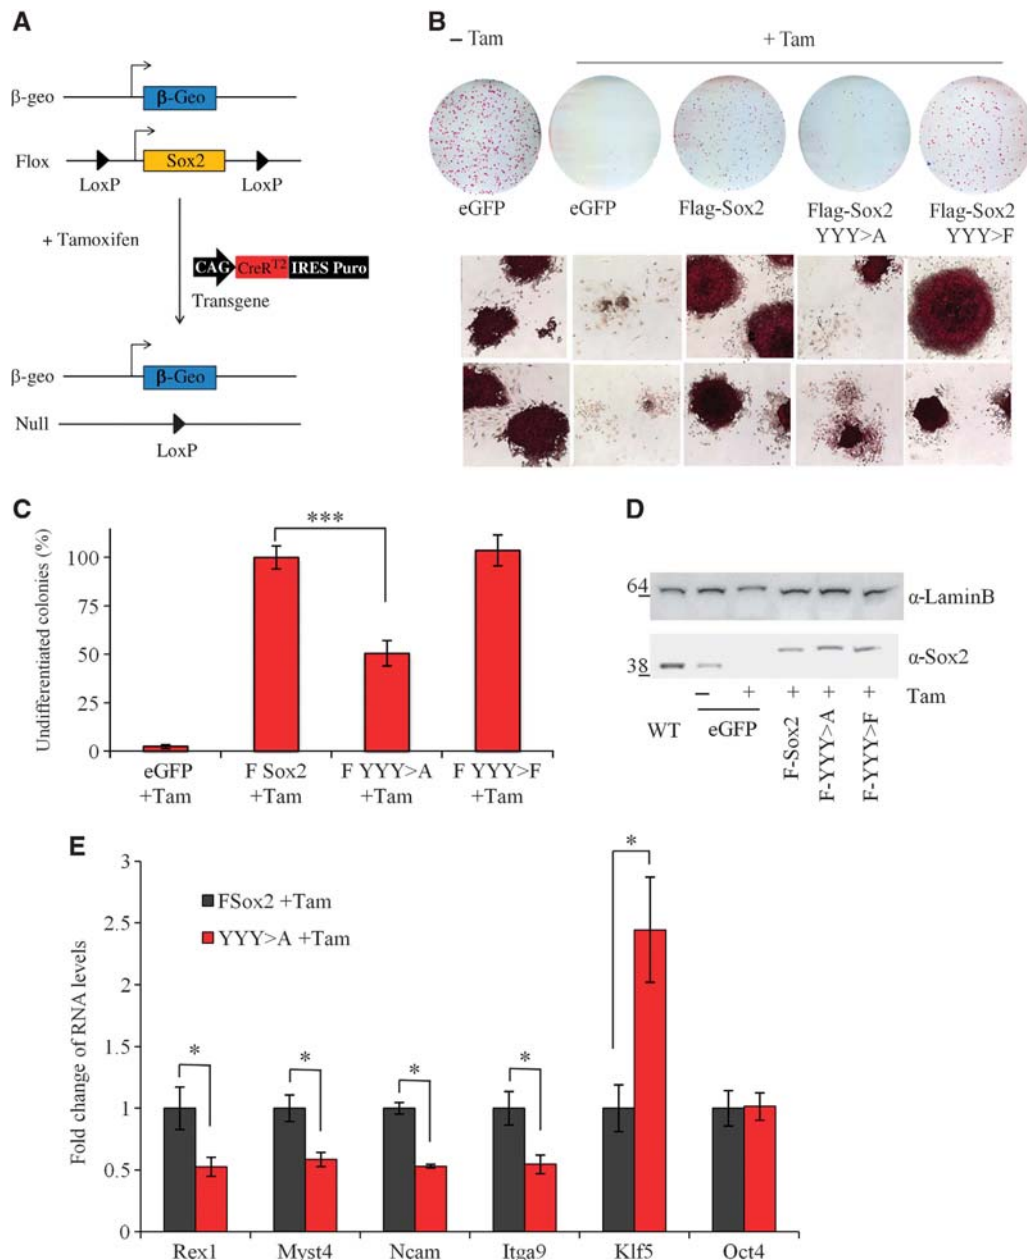 A
β-geo
β-Geo
Flox
Sox2
LoxP LoxP
+ Tamoxifen
CAG CreR^T2 IRES Puro
Transgene
β-geo
β-Geo
Null
LoxP
B
– Tam + Tam
eGFP eGFP Flag-Sox2 Flag-Sox2 YYY>A Flag-Sox2 YYY>F
C
Undifferentiated colonies (%)
100
75
50
25
0
***
eGFP +Tam F Sox2 +Tam F YYY>A +Tam F YYY>F +Tam
D
64 α-LaminB
38 α-Sox2
– + + + + Tam
WT eGFP F-Sox2 F-YYY>A F-YYY>F
E
Fold change of RNA levels
3
2.5
2
1.5
1
0.5
0
FSox2 +Tam
YYY>A +Tam
* * * * *
Rex1 Myst4 Ncam Itga9 Klf5 Oct4